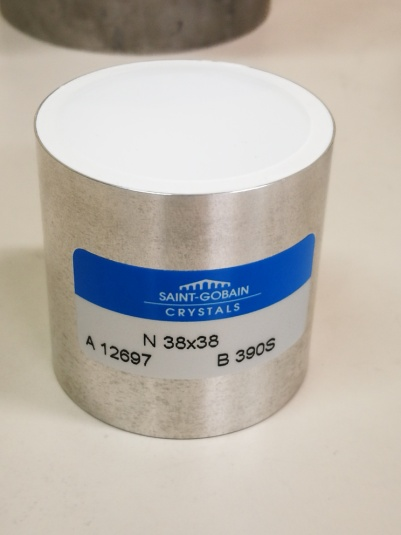 SAINT-GOBAIN
CRYSTALS
N 38x38
A 12697 B 390S